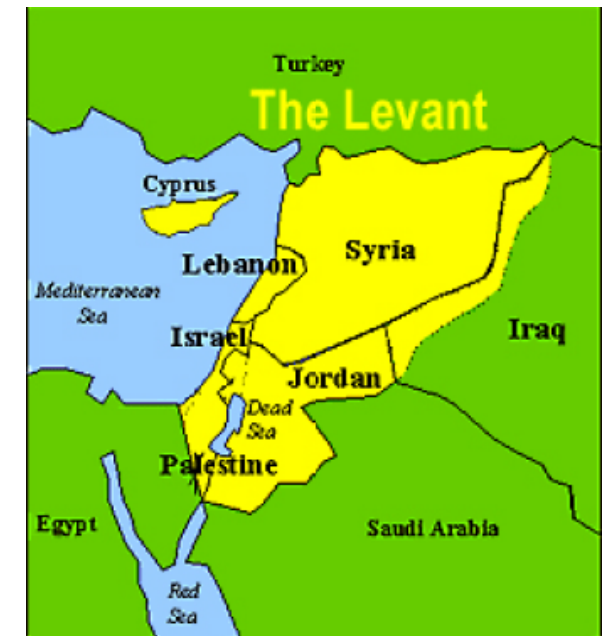 Turkey
The Levant
Cyprus
Syria
Lebanon
Mediterranean
Sea
Israel
Iraq
Jordan
Dead
Sea
Palestine
Egypt
Saudi Arabia
Red
Sea